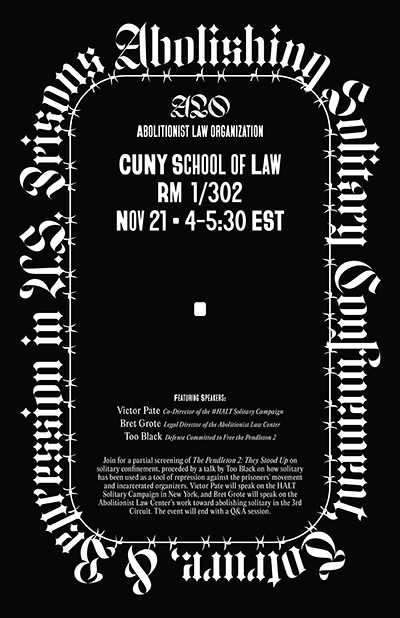 Abolishing Solitary Confinement, Torture, & Repression in U.S. Prisons
ALO
ABOLITIONIST LAW ORGANIZATION
CUNY SCHOOL OF LAW
RM 1/302
NOV 21 ▪ 4–5:30 EST
FEATURING SPEAKERS:
Victor Pate Co-Director of the #HALT Solitary Campaign
Bret Grote Legal Director of the Abolitionist Law Center
Too Black Defense Committed to Free the Pendleton 2
Join for a partial screening of The Pendleton 2: They Stood Up on
solitary confinement, preceded by a talk by Too Black on how solitary
has been used as a tool of repression against the prisoners' movement
and incarcerated organizers. Victor Pate will speak on the HALT
Solitary Campaign in New York, and Bret Grote will speak on the
Abolitionist Law Center's work toward abolishing solitary in the 3rd
Circuit. The event will end with a Q&A session.